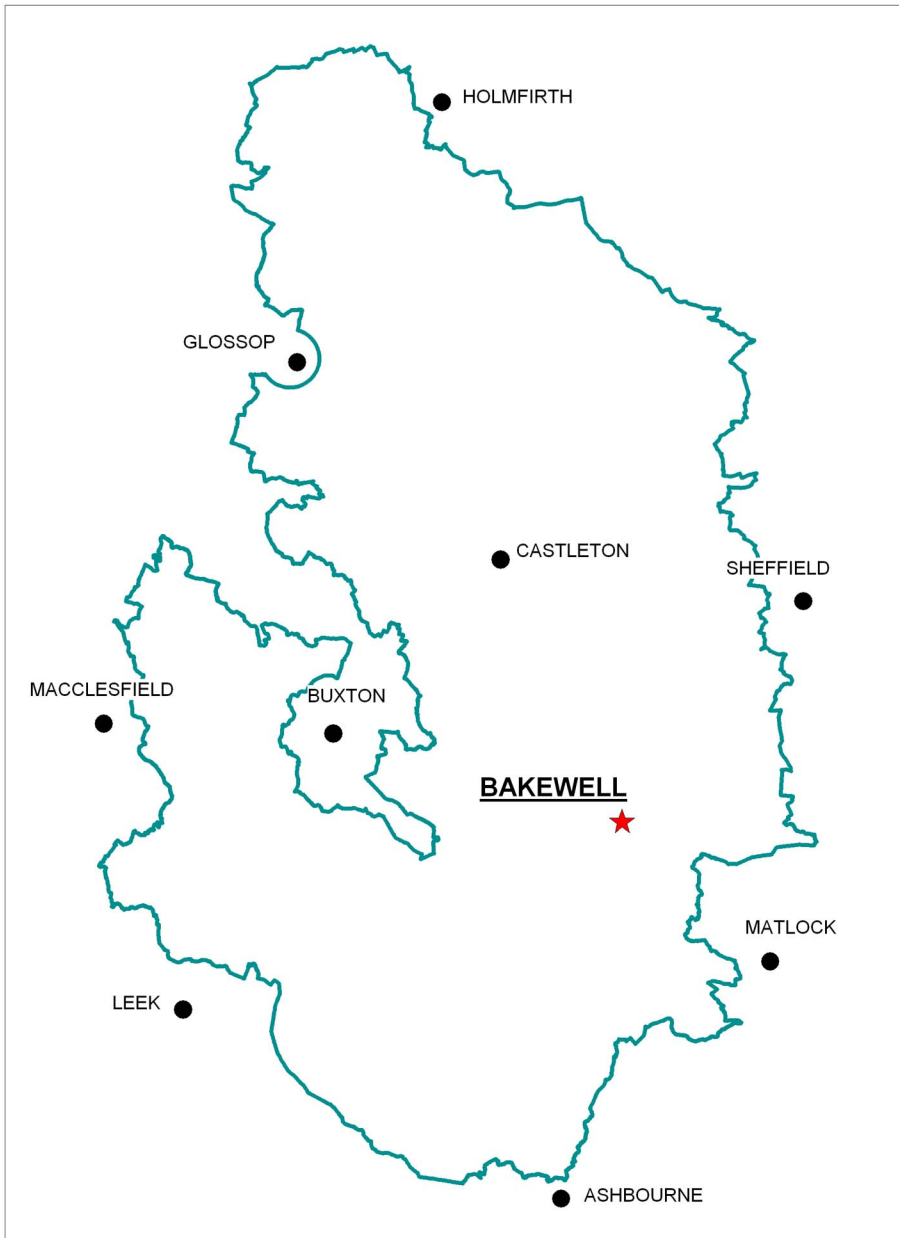 HOLMFIRTH
GLOSSOP
CASTLETON
SHEFFIELD
MACCLESFIELD
BUXTON
BAKEWELL
MATLOCK
LEEK
ASHBOURNE